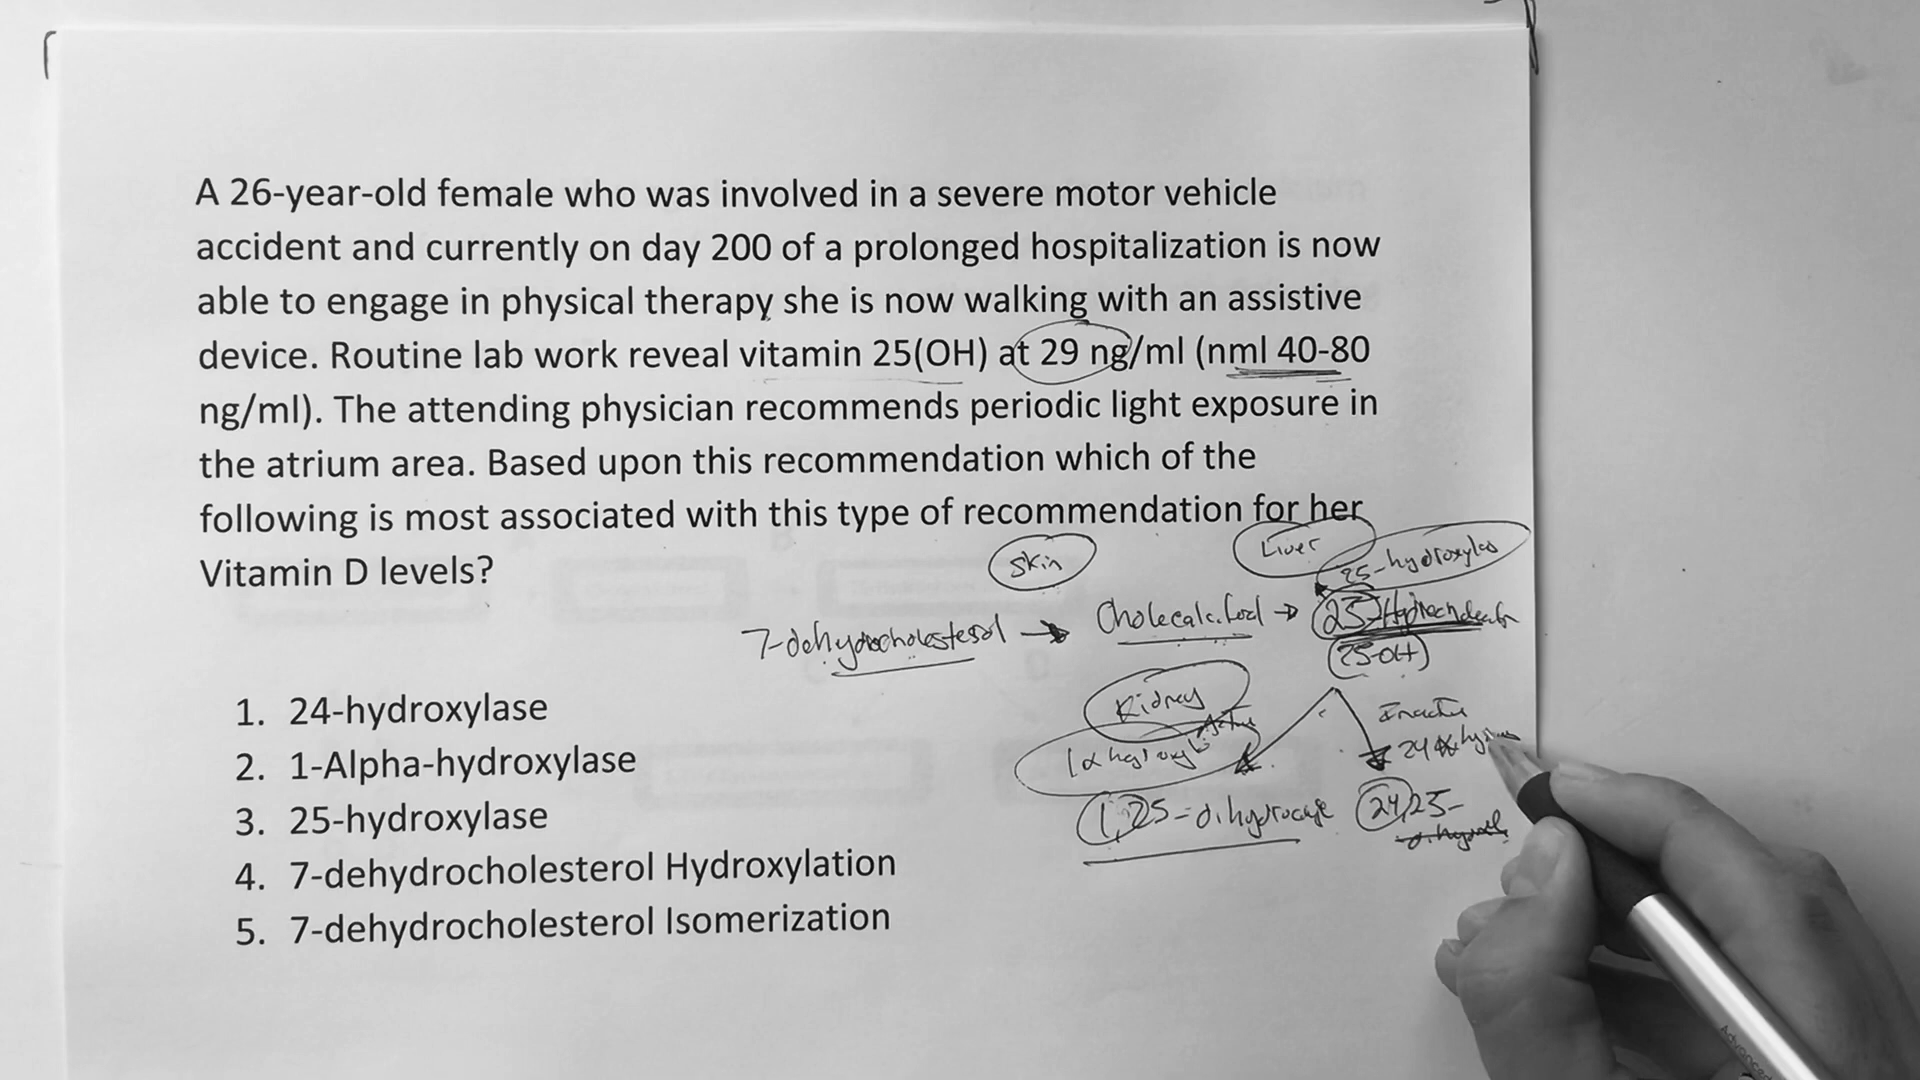 A 26-year-old female who was involved in a severe motor vehicle
accident and currently on day 200 of a prolonged hospitalization is now
able to engage in physical therapy she is now walking with an assistive
device. Routine lab work reveal vitamin 25(OH) at 29 ng/ml (nml 40-80
ng/ml). The attending physician recommends periodic light exposure in
the atrium area. Based upon this recommendation which of the
following is most associated with this type of recommendation for her
Vitamin D levels?
Skin
Liver
25-hydroxylas
7-dehydrocholesterol →
→
(25-OH)
Kidney
1α
24
1,25-
24,25-
1. 24-hydroxylase
2. 1-Alpha-hydroxylase
3. 25-hydroxylase
4. 7-dehydrocholesterol Hydroxylation
5. 7-dehydrocholesterol Isomerization
Advanced